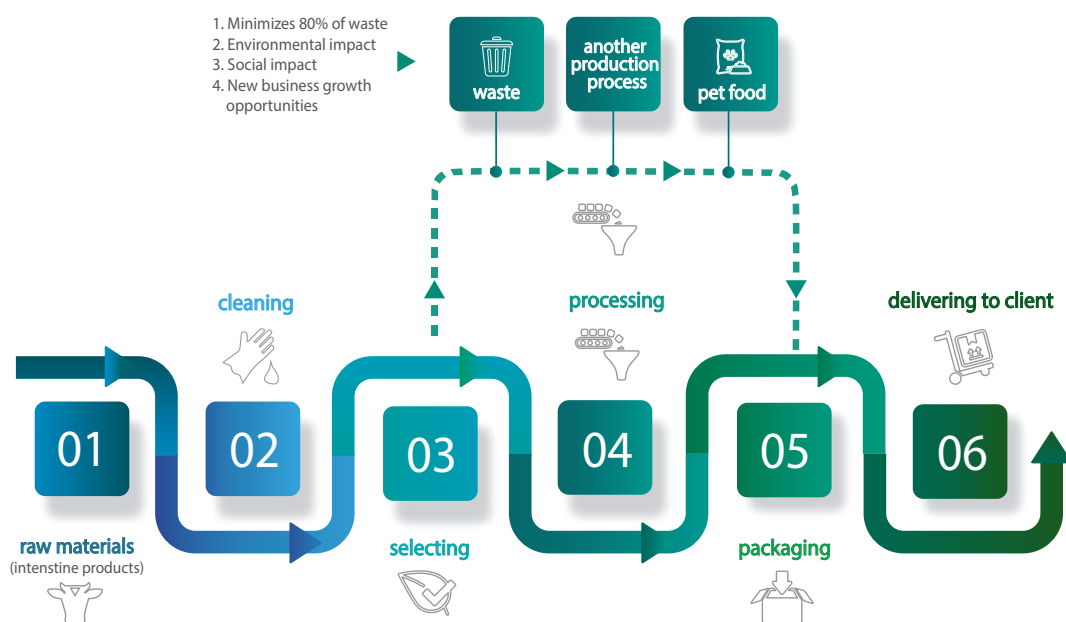 1. Minimizes 80% of waste
2. Environmental impact
3. Social impact
4. New business growth
opportunities
waste
another
production
process
pet food
cleaning
processing
delivering to client
01
02
03
04
05
06
raw materials
(intenstine products)
selecting
packaging